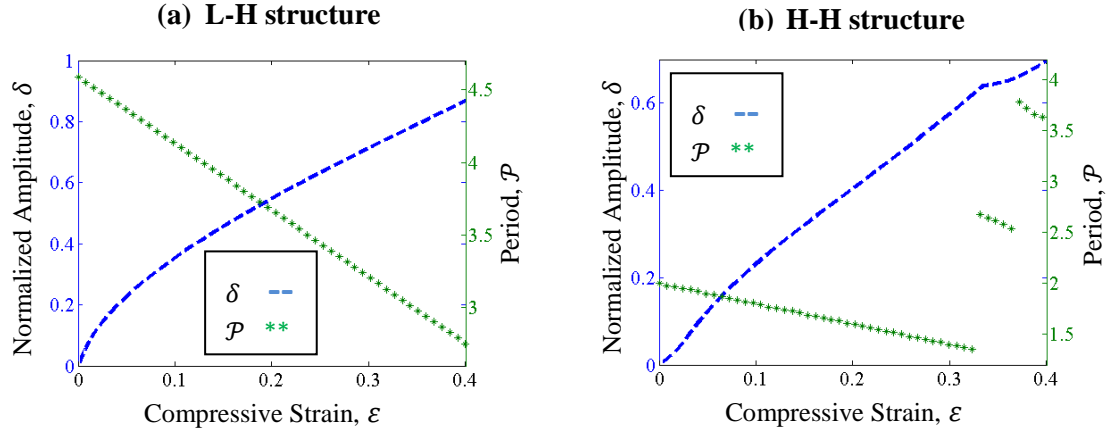 (a) L-H structure
1
0.8
0.6
0.4
0.2
0
Normalized Amplitude, δ
4.5
4
3.5
3
Period, 𝒫
δ --
𝒫 **
0 0.1 0.2 0.3 0.4
Compressive Strain, ε
(b) H-H structure
0.6
0.4
0.2
0
Normalized Amplitude, δ
4
3.5
3
2.5
2
1.5
Period, 𝒫
δ --
𝒫 **
0 0.1 0.2 0.3 0.4
Compressive Strain, ε